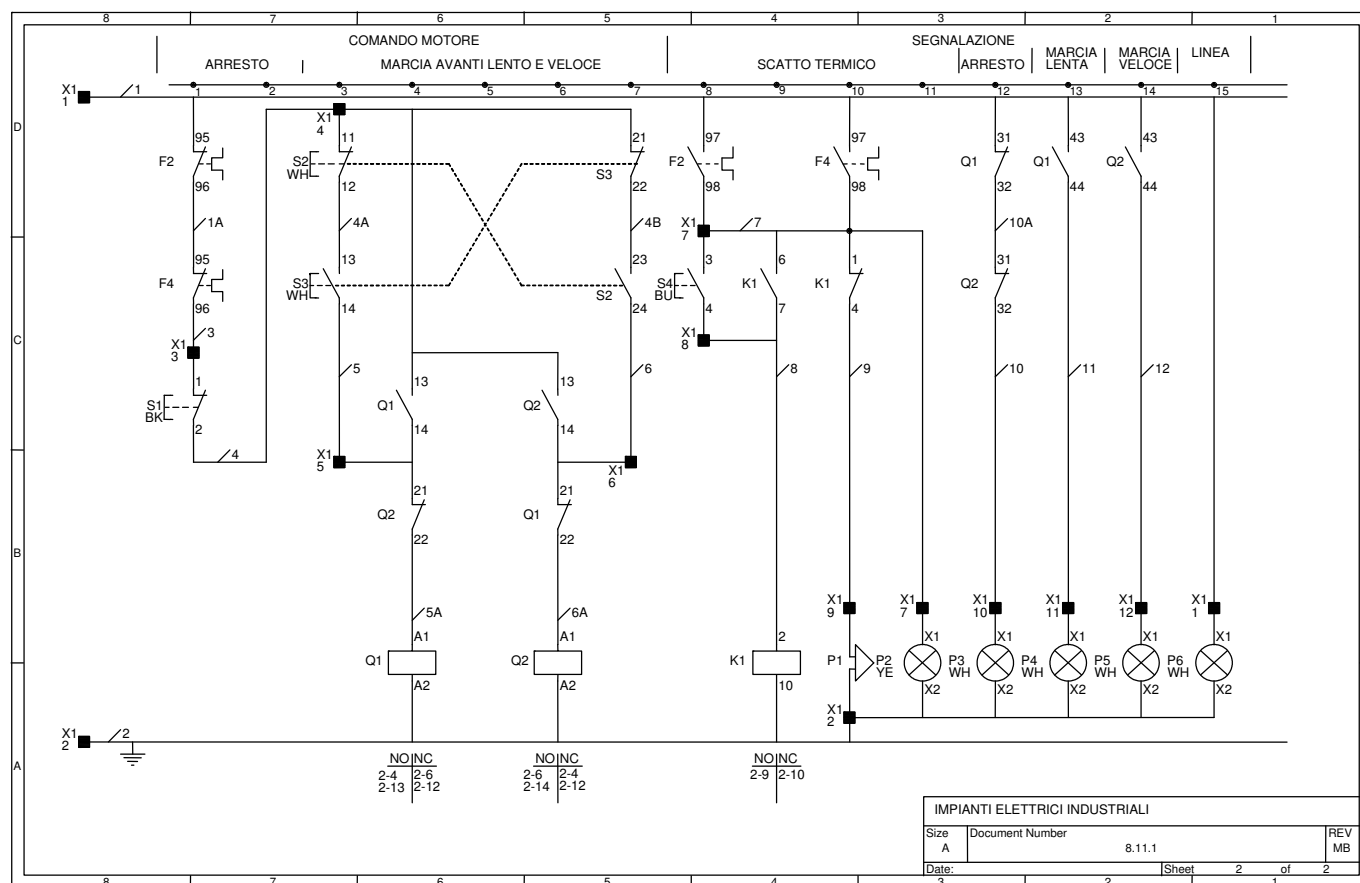 8 7 6 5 4 3 2 1
COMANDO MOTORE SEGNALAZIONE
ARRESTO MARCIA AVANTI LENTO E VELOCE SCATTO TERMICO ARRESTO MARCIA LENTA MARCIA VELOCE LINEA
X1 1 /1 1 2 3 4 5 6 7 8 9 10 11 12 13 14 15
D
X1 4
95 11 21 97 97 31 43 43
F2 S2 WH S3 F2 F4 Q1 Q1 Q2
96 12 22 98 98 32 44 44
1A 4A 4B X1 7 7 10A
95 13 23 3 6 1 31
F4 S3 WH S2 S4 BU K1 K1 Q2
96 14 24 4 7 4 32
C
3
X1 3 X1 8
5 6 8 9 10 11 12
1 13 13
S1 BK Q1 Q2
2 14 14
4 X1 5 X1 6
21 21
Q2 Q1
22 22
B
5A 6A X1 9 X1 7 X1 10 X1 11 X1 12 X1 1
A1 A1 2 X1 X1 X1 X1 X1
Q1 Q2 K1 P1 P2 YE P3 WH P4 WH P5 WH P6 WH
A2 A2 10 X2 X2 X2 X2 X2
X1 2
X1 2 2
A
NO NC NO NC NO NC
2-4 2-6 2-6 2-4 2-9 2-10
2-13 2-12 2-14 2-12
IMPIANTI ELETTRICI INDUSTRIALI
Size Document Number REV
A 8.11.1 MB
Date: Sheet 2 of 2
8 7 6 5 4 3 2 1